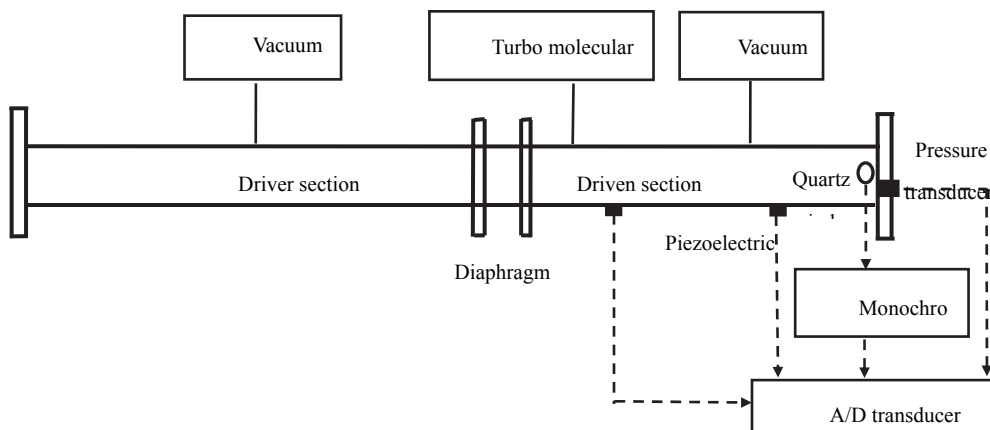 Vacuum
Turbo molecular
Vacuum
Pressure
transducer
Driver section
Driven section
Quartz
Piezoelectric
Diaphragm
Monochro
A/D transducer